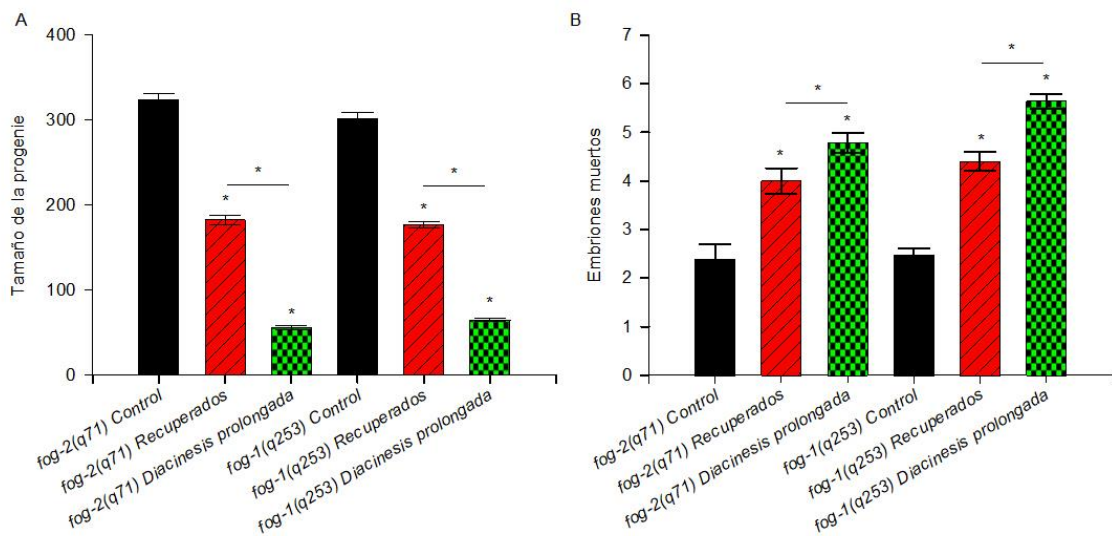 A
Tamaño de la progenie
400
300
200
100
0
*
*
*
*
*
*
fog-2(q71) Control
fog-2(q71) Recuperados
fog-2(q71) Diacinesis prolongada
fog-1(q253) Control
fog-1(q253) Recuperados
fog-1(q253) Diacinesis prolongada
B
Embriones muertos
7
6
5
4
3
2
1
0
*
*
*
*
*
*
fog-2(q71) Control
fog-2(q71) Recuperados
fog-2(q71) Diacinesis prolongada
fog-1(q253) Control
fog-1(q253) Recuperados
fog-1(q253) Diacinesis prolongada